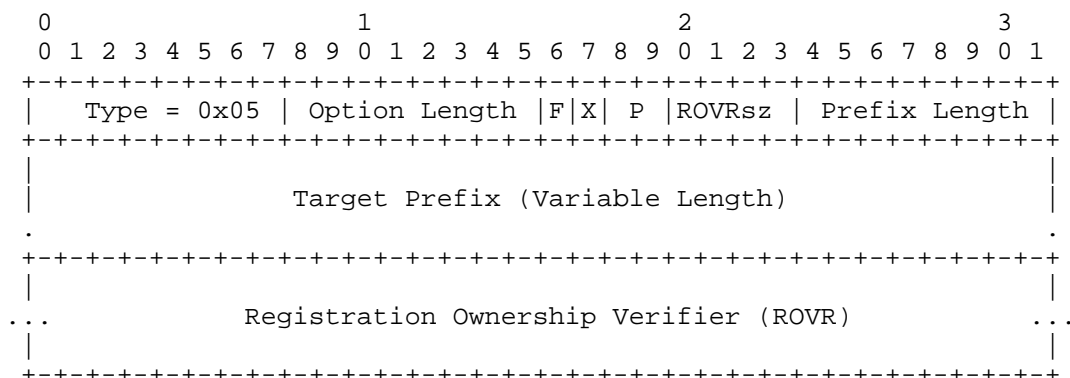 0                   1                   2                   3
 0 1 2 3 4 5 6 7 8 9 0 1 2 3 4 5 6 7 8 9 0 1 2 3 4 5 6 7 8 9 0 1
+-+-+-+-+-+-+-+-+-+-+-+-+-+-+-+-+-+-+-+-+-+-+-+-+-+-+-+-+-+-+-+-+
|   Type = 0x05 | Option Length |F|X| P |ROVRsz | Prefix Length |
+-+-+-+-+-+-+-+-+-+-+-+-+-+-+-+-+-+-+-+-+-+-+-+-+-+-+-+-+-+-+-+-+
|                                                               |
|                Target Prefix (Variable Length)                |
.                                                               .
+-+-+-+-+-+-+-+-+-+-+-+-+-+-+-+-+-+-+-+-+-+-+-+-+-+-+-+-+-+-+-+-+
|                                                               |
...            Registration Ownership Verifier (ROVR)           ...
|                                                               |
+-+-+-+-+-+-+-+-+-+-+-+-+-+-+-+-+-+-+-+-+-+-+-+-+-+-+-+-+-+-+-+-+